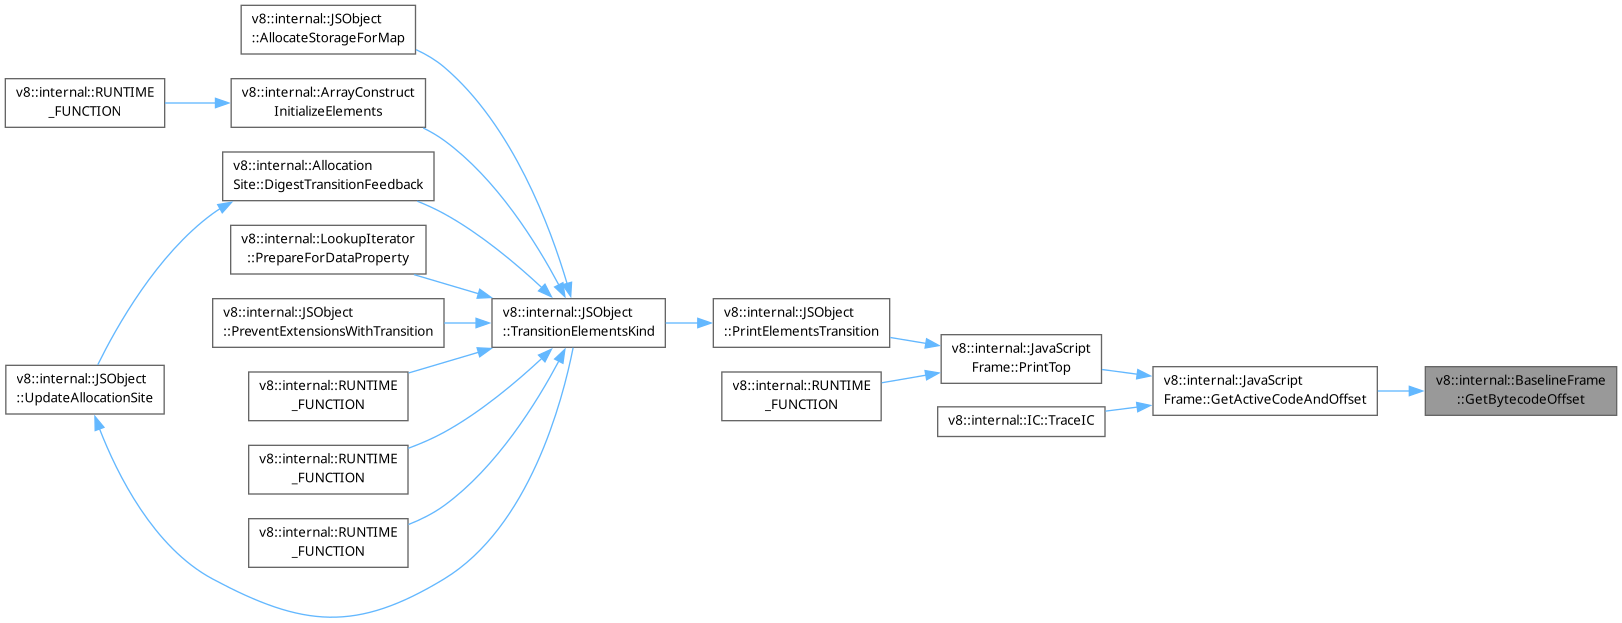 v8::internal::JSObject
::AllocateStorageForMap
v8::internal::RUNTIME
_FUNCTION
v8::internal::ArrayConstruct
InitializeElements
v8::internal::Allocation
Site::DigestTransitionFeedback
v8::internal::LookupIterator
::PrepareForDataProperty
v8::internal::JSObject
::PreventExtensionsWithTransition
v8::internal::JSObject
::TransitionElementsKind
v8::internal::JSObject
::PrintElementsTransition
v8::internal::JavaScript
Frame::PrintTop
v8::internal::JSObject
::UpdateAllocationSite
v8::internal::RUNTIME
_FUNCTION
v8::internal::RUNTIME
_FUNCTION
v8::internal::IC::TraceIC
v8::internal::JavaScript
Frame::GetActiveCodeAndOffset
v8::internal::BaselineFrame
::GetBytecodeOffset
v8::internal::RUNTIME
_FUNCTION
v8::internal::RUNTIME
_FUNCTION